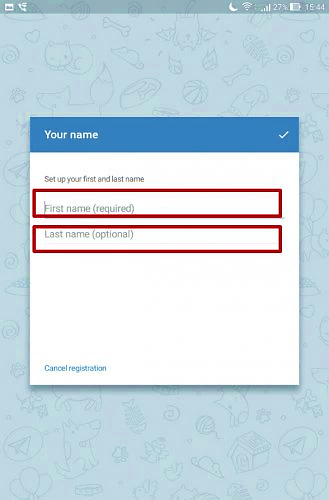 27% 15:44
Your name
Set up your first and last name
First name (required)
Last name (optional)
Cancel registration